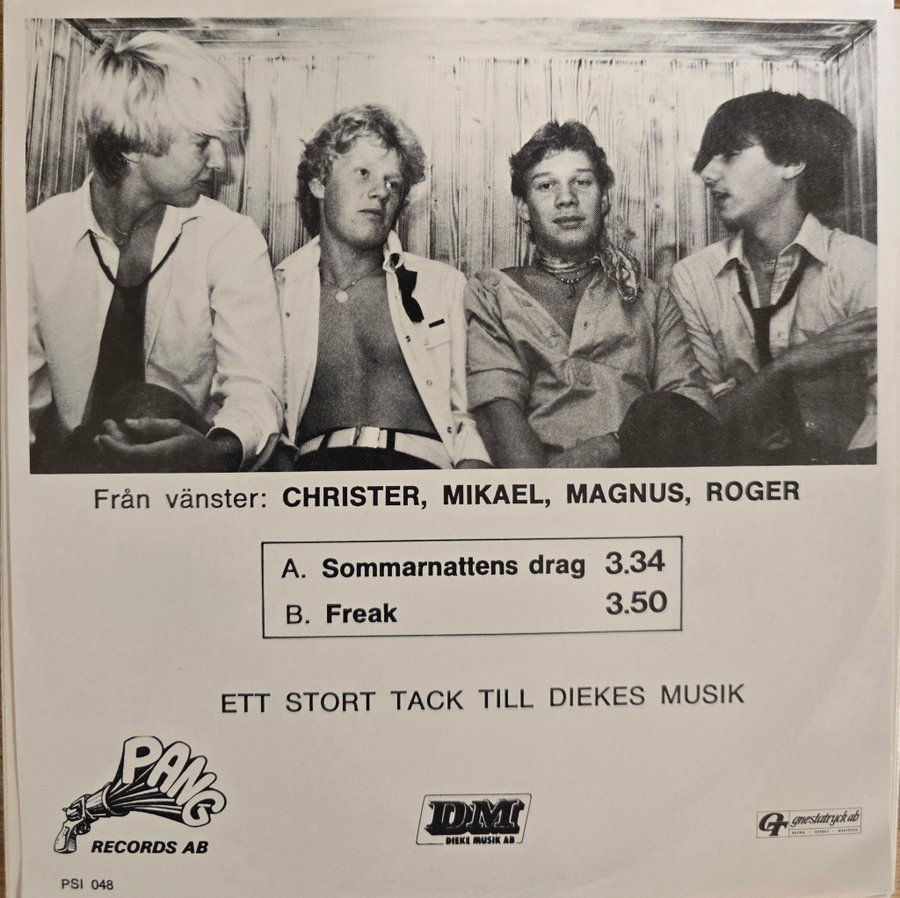 Från vänster: CHRISTER, MIKAEL, MAGNUS, ROGER
A. Sommarnattens drag 3.34
B. Freak 3.50
ETT STORT TACK TILL DIEKES MUSIK
PANG
RECORDS AB
DM
DIEKE MUSIK AB
GT gnestatryck ab
PSI 048